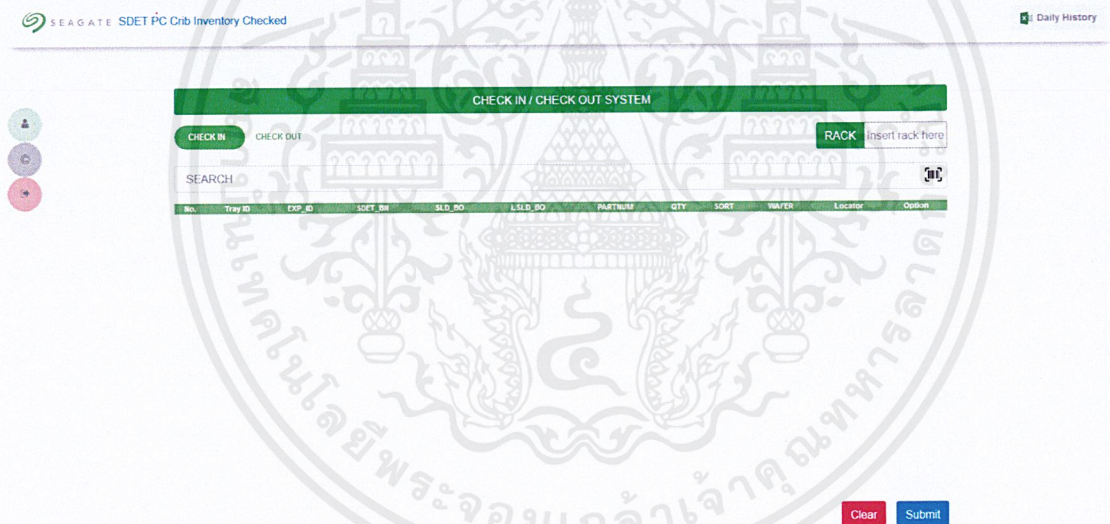 SEAGATE SDET PC Crib Inventory Checked
Daily History
CHECK IN / CHECK OUT SYSTEM
CHECK IN CHECK OUT
RACK Insert rack here
SEARCH
No. Tray ID EXP_ID SDET_BIN SLD_BO LSLD_BO PARTNUM QTY SORT WAFER Locator Option
Clear Submit